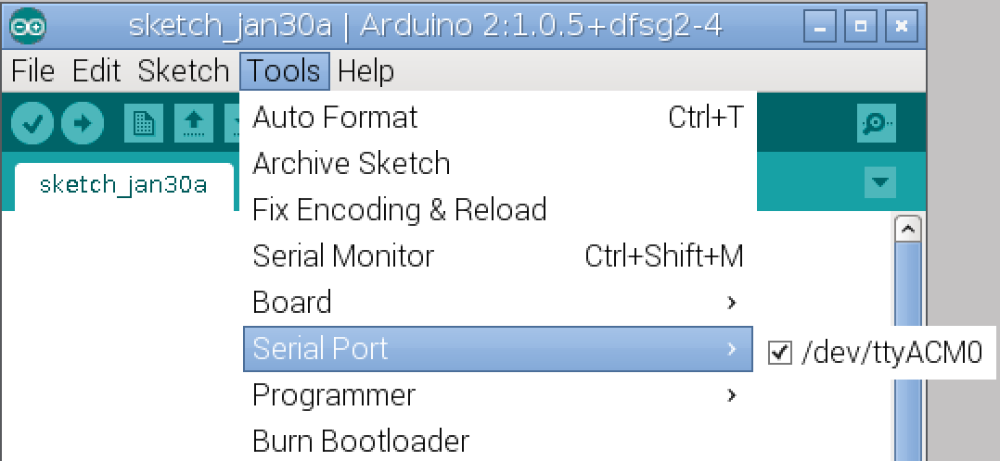 sketch_jan30a | Arduino 2:1.0.5+dfsg2-4
File Edit Sketch Tools Help
Auto Format Ctrl+T
Archive Sketch
sketch_jan30a
Fix Encoding & Reload
Serial Monitor Ctrl+Shift+M
Board
Serial Port
/dev/ttyACM0
Programmer
Burn Bootloader